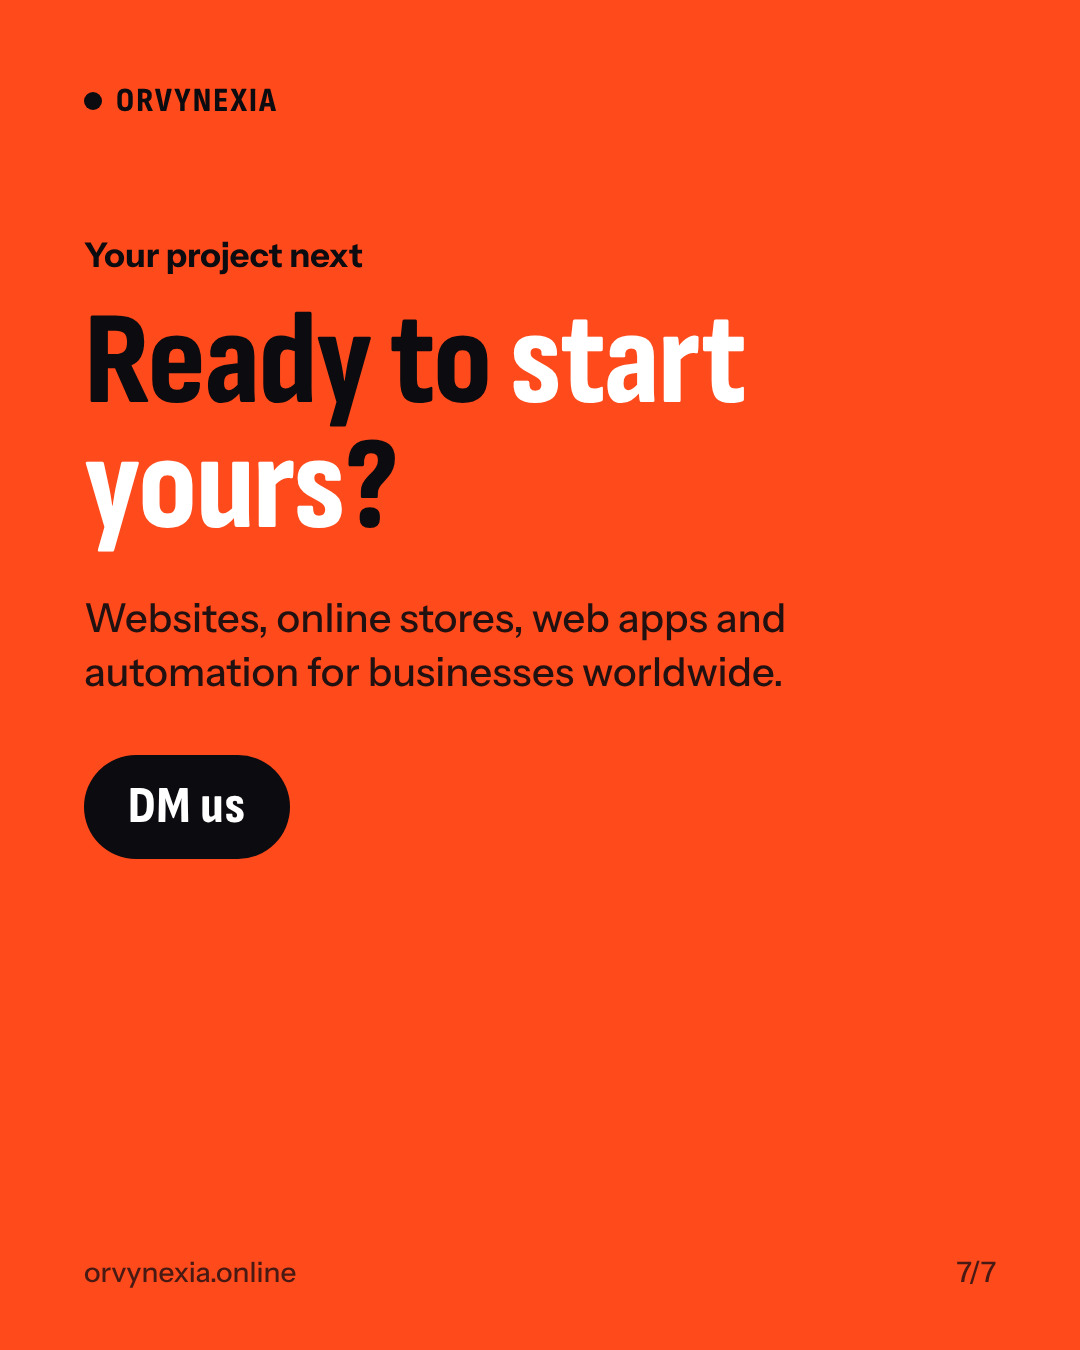 ORVYNEXIA
Your project next
Ready to start
yours?
Websites, online stores, web apps and
automation for businesses worldwide.
DM us
orvynexia.online
7/7